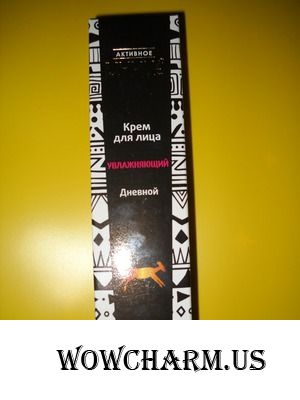 АКТИВНОЕ
Крем
для лица
УВЛАЖНЯЮЩИЙ
Дневной
WOWCHARM.US